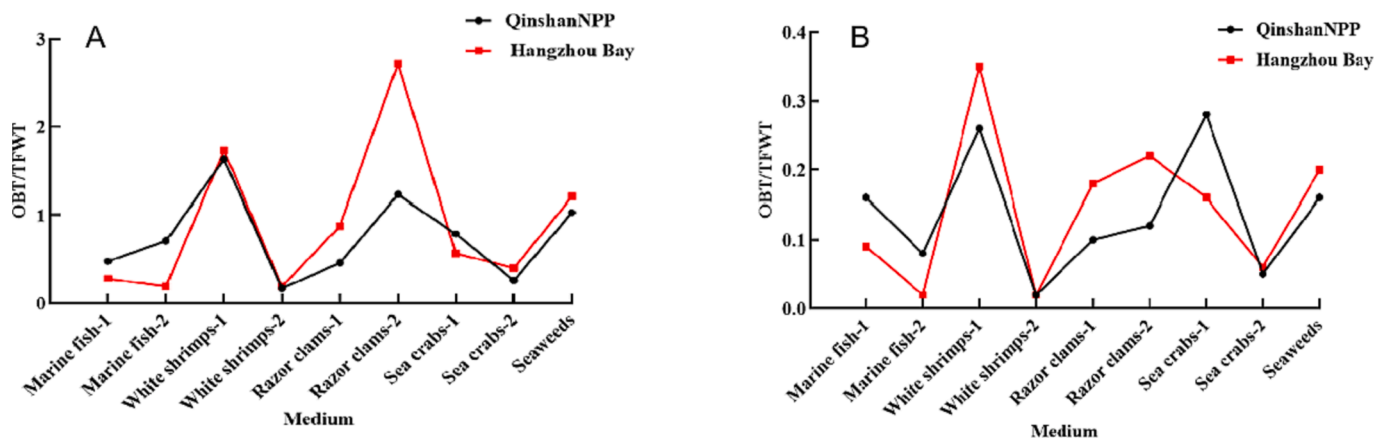 A
QinshanNPP
Hangzhou Bay
3
2
1
0
OBT/TFWT
Marine fish-1
Marine fish-2
White shrimps-1
White shrimps-2
Razor clams-1
Razor clams-2
Sea crabs-1
Sea crabs-2
Seaweeds
Medium
B
QinshanNPP
Hangzhou Bay
0.4
0.3
0.2
0.1
0.0
OBT/TFWT
Marine fish-1
Marine fish-2
White shrimps-1
White shrimps-2
Razor clams-1
Razor clams-2
Sea crabs-1
Sea crabs-2
Seaweeds
Medium